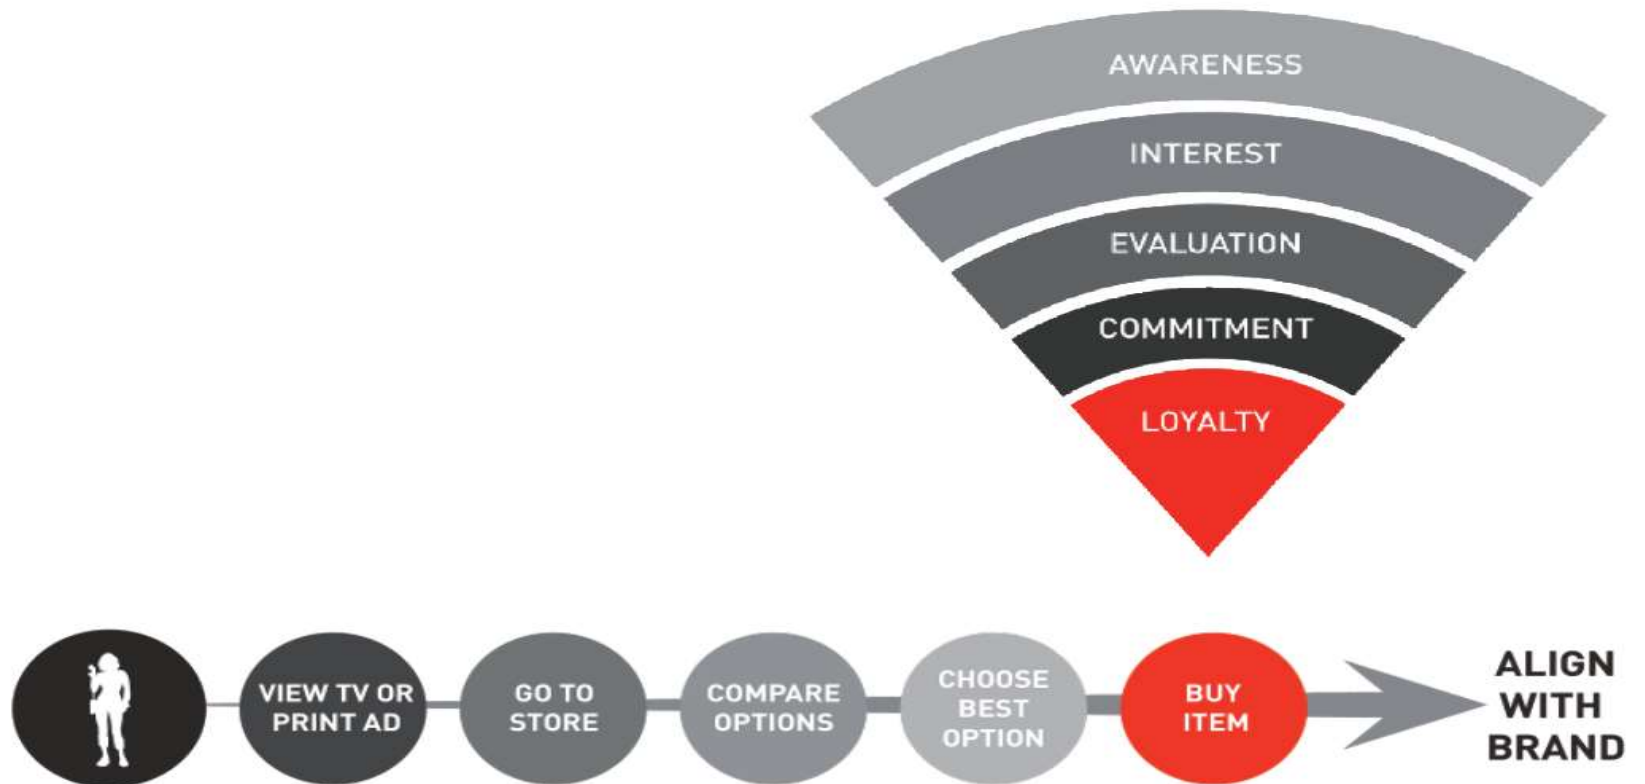 AWARENESS
INTEREST
EVALUATION
COMMITMENT
LOYALTY
VIEW TV OR
PRINT AD
GO TO
STORE
COMPARE
OPTIONS
CHOOSE
BEST
OPTION
BUY
ITEM
ALIGN
WITH
BRAND